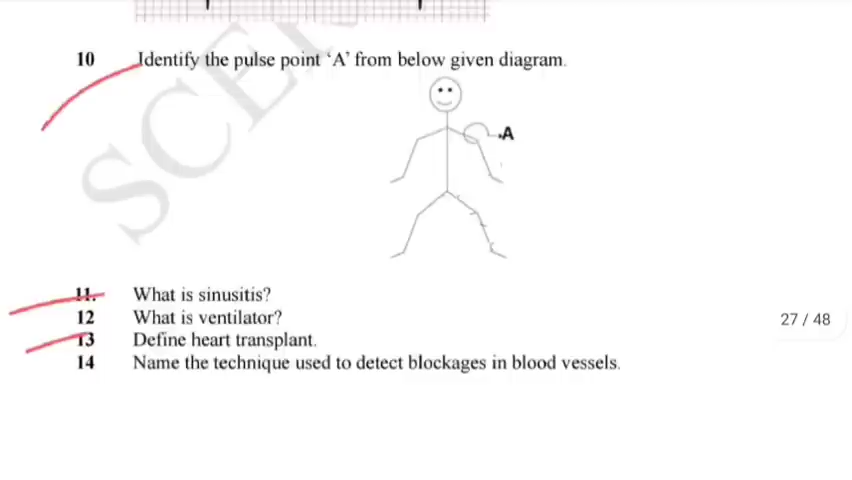 10 Identify the pulse point ‘A’ from below given diagram.
A
11. What is sinusitis?
12 What is ventilator?
27 / 48
13 Define heart transplant.
14 Name the technique used to detect blockages in blood vessels.
SCER